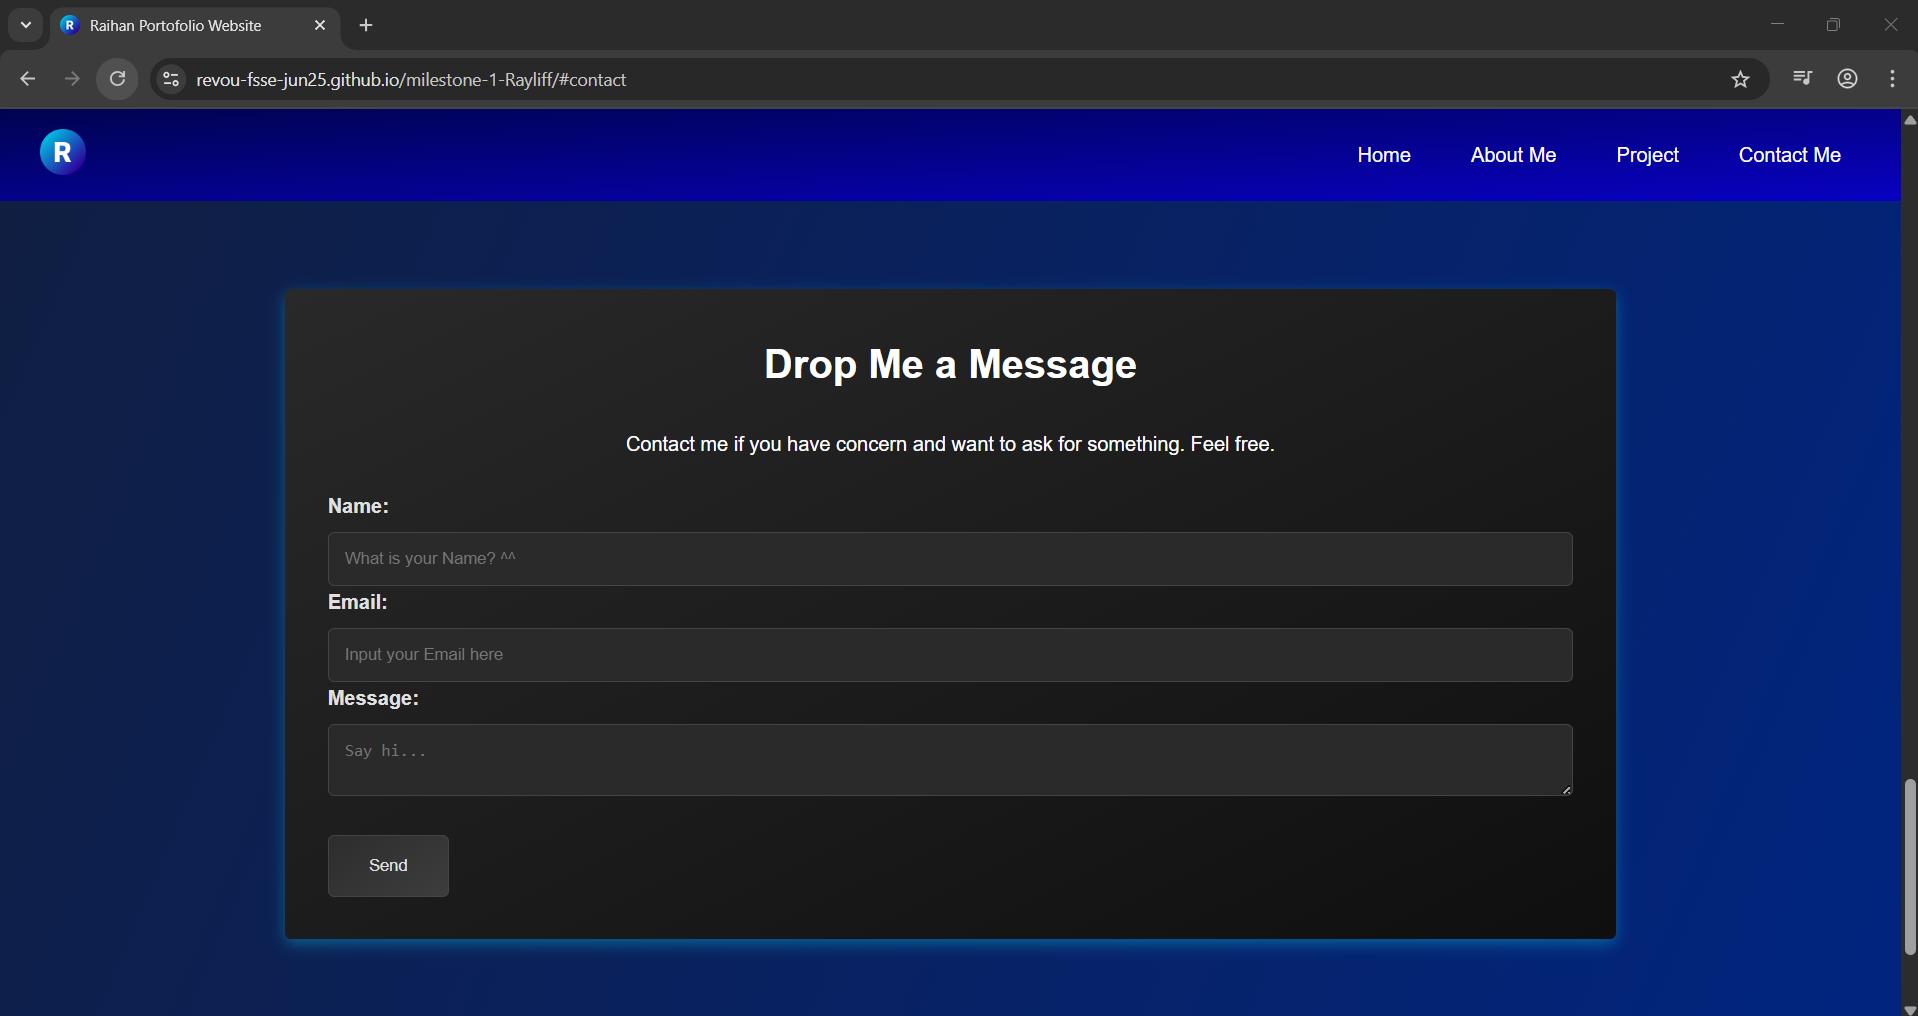 R Raihan Portofolio Website
revou-fsse-jun25.github.io/milestone-1-Rayliff/#contact
R Home About Me Project Contact Me
Drop Me a Message
Contact me if you have concern and want to ask for something. Feel free.
Name:
What is your Name? ^^
Email:
Input your Email here
Message:
Say hi...
Send